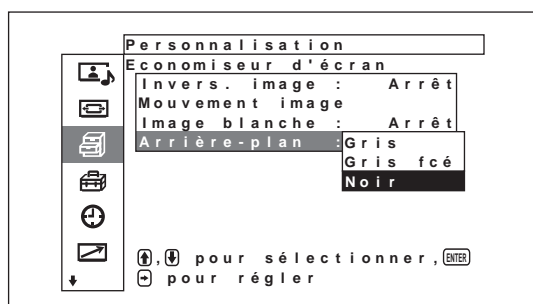 Personnalisation
Economiseur d'écran
Invers. image : Arrêt
Mouvement image
Image blanche : Arrêt
Arrière-plan : Gris
Gris fcé
Noir
, pour sélectionner, ENTER
pour régler